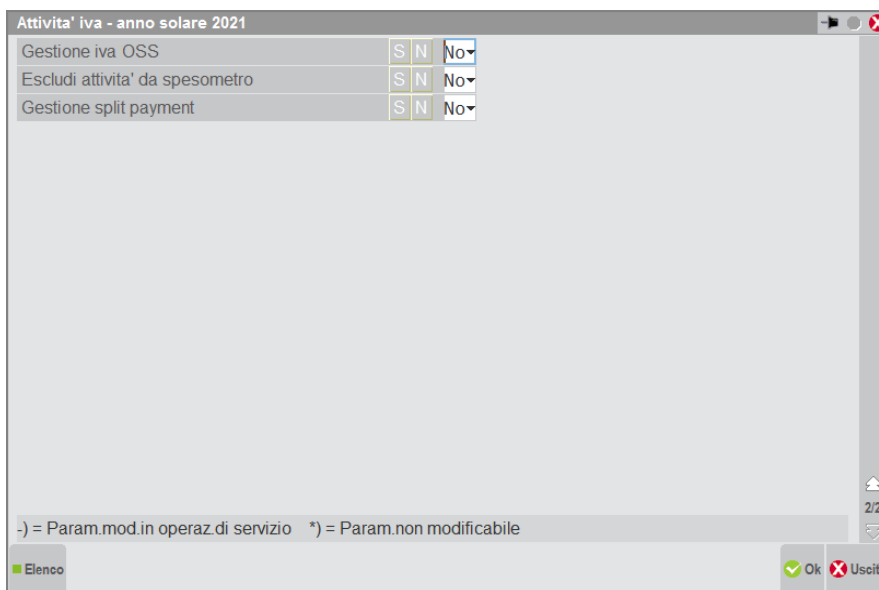 Attivita' iva - anno solare 2021
Gestione iva OSS S N No
Escludi attivita' da spesometro S N No
Gestione split payment S N No
2/2
-) = Param.mod.in operaz.di servizio *) = Param.non modificabile
Elenco Ok Uscit